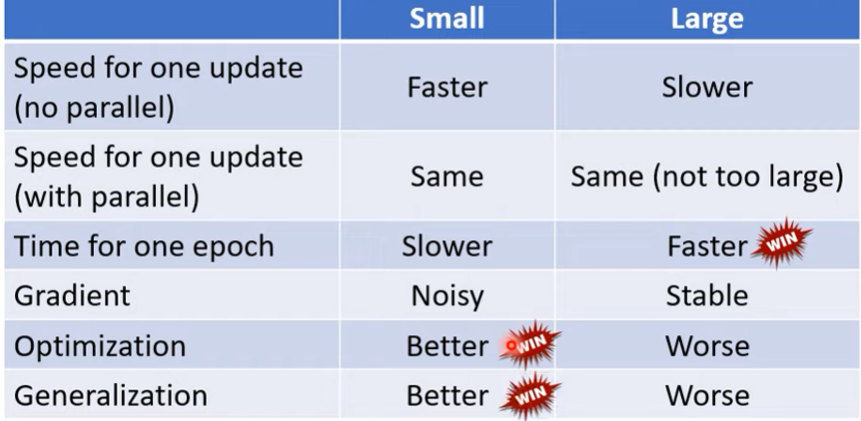 Small Large
Speed for one update
(no parallel) Faster Slower
Speed for one update
(with parallel) Same Same (not too large)
Time for one epoch Slower Faster WIN
Gradient Noisy Stable
Optimization Better WIN Worse
Generalization Better WIN Worse